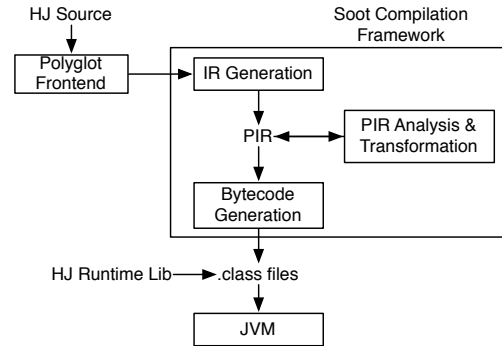 HJ Source
Soot Compilation
Framework
Polyglot
Frontend
IR Generation
PIR
PIR Analysis &
Transformation
Bytecode
Generation
HJ Runtime Lib
.class files
JVM